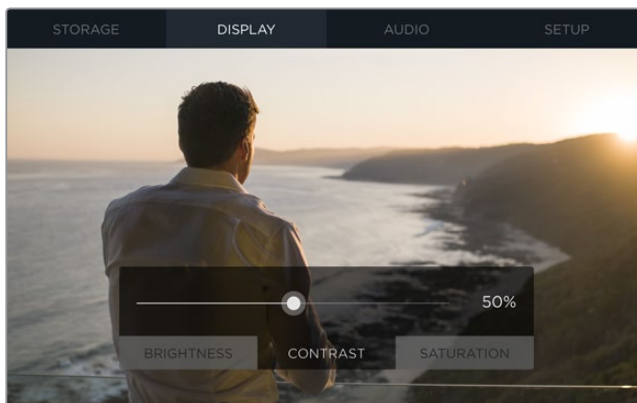 STORAGE DISPLAY AUDIO SETUP
50%
BRIGHTNESS CONTRAST SATURATION